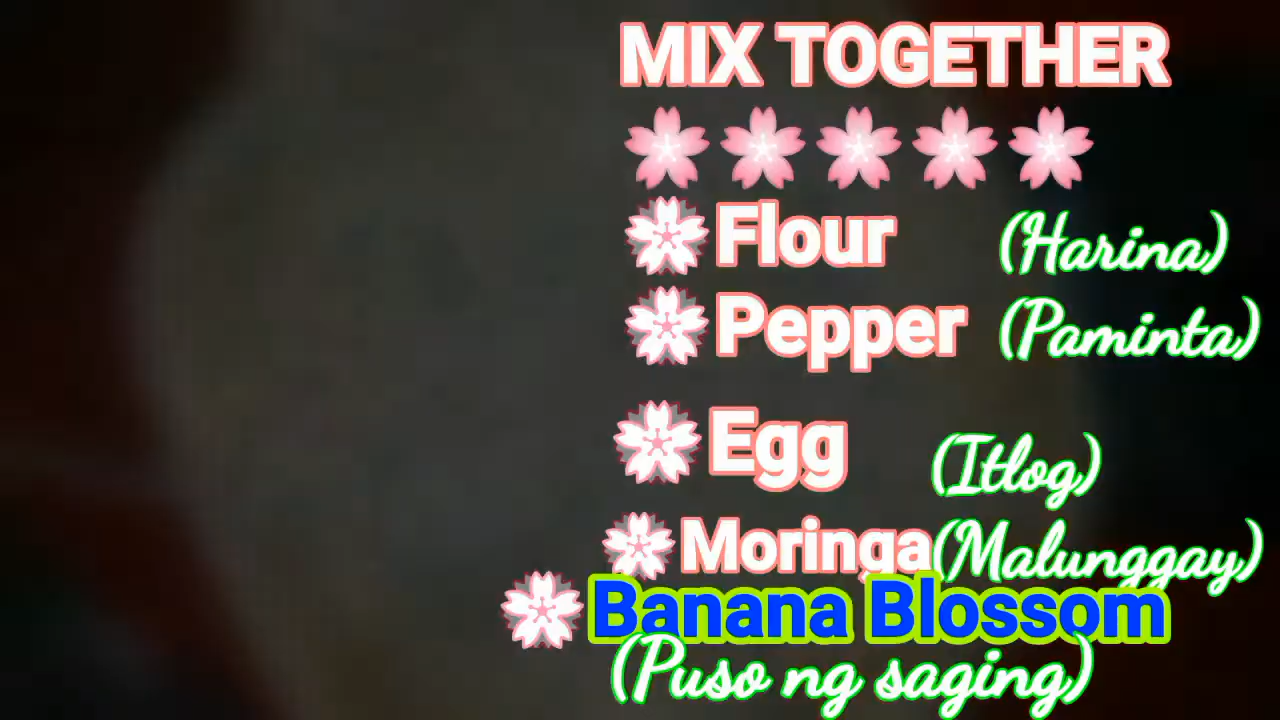 MIX TOGETHER
🌸🌸🌸🌸🌸
💮Flour (Harina)
💮Pepper (Paminta)
💮Egg (Itlog)
💮Moringa (Malunggay)
💮Banana Blossom
(Puso ng saging)